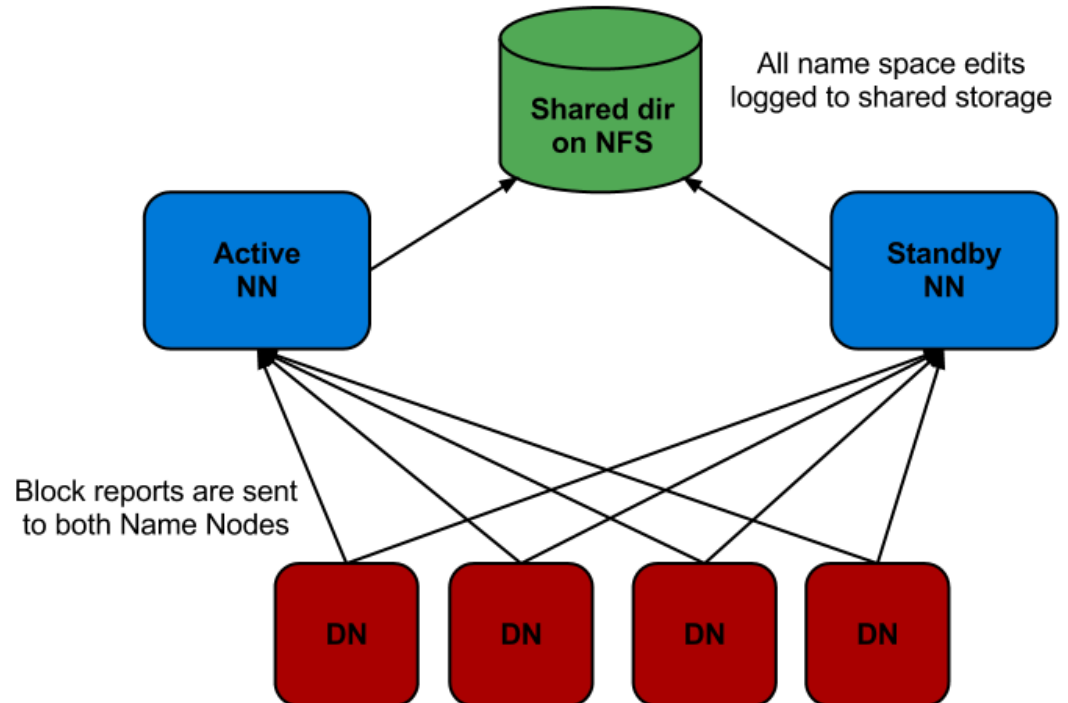 All name space edits
logged to shared storage
Shared dir
on NFS
Active
NN
Standby
NN
Block reports are sent
to both Name Nodes
DN
DN
DN
DN